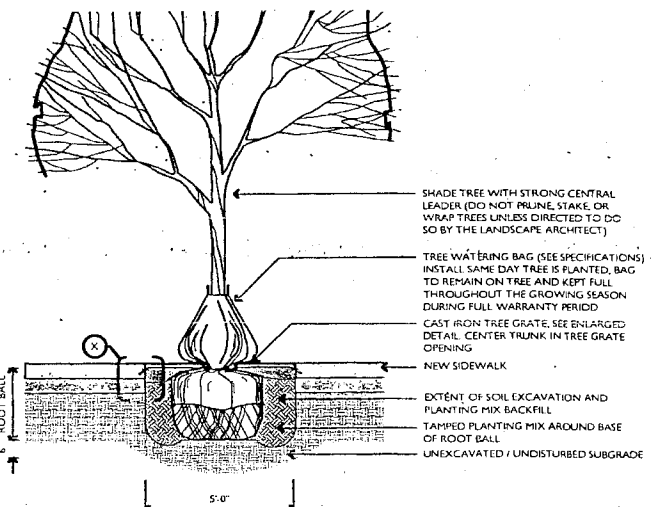 SHADE TREE WITH STRONG CENTRAL
LEADER (DO NOT PRUNE, STAKE, OR
WRAP TREES UNLESS DIRECTED TO DO
SO BY THE LANDSCAPE ARCHITECT)
TREE WATERING BAG (SEE SPECIFICATIONS)
INSTALL SAME DAY TREE IS PLANTED, BAG
TO REMAIN ON TREE AND KEPT FULL
THROUGHOUT THE GROWING SEASON
DURING FULL WARRANTY PERIOD
CAST IRON TREE GRATE, SEE ENLARGED
DETAIL. CENTER TRUNK IN TREE GRATE
OPENING
X
NEW SIDEWALK
ROOT BALL
EXTENT OF SOIL EXCAVATION AND
PLANTING MIX BACKFILL
TAMPED PLANTING MIX AROUND BASE
OF ROOT BALL
UNEXCAVATED / UNDISTURBED SUBGRADE
5'-0"